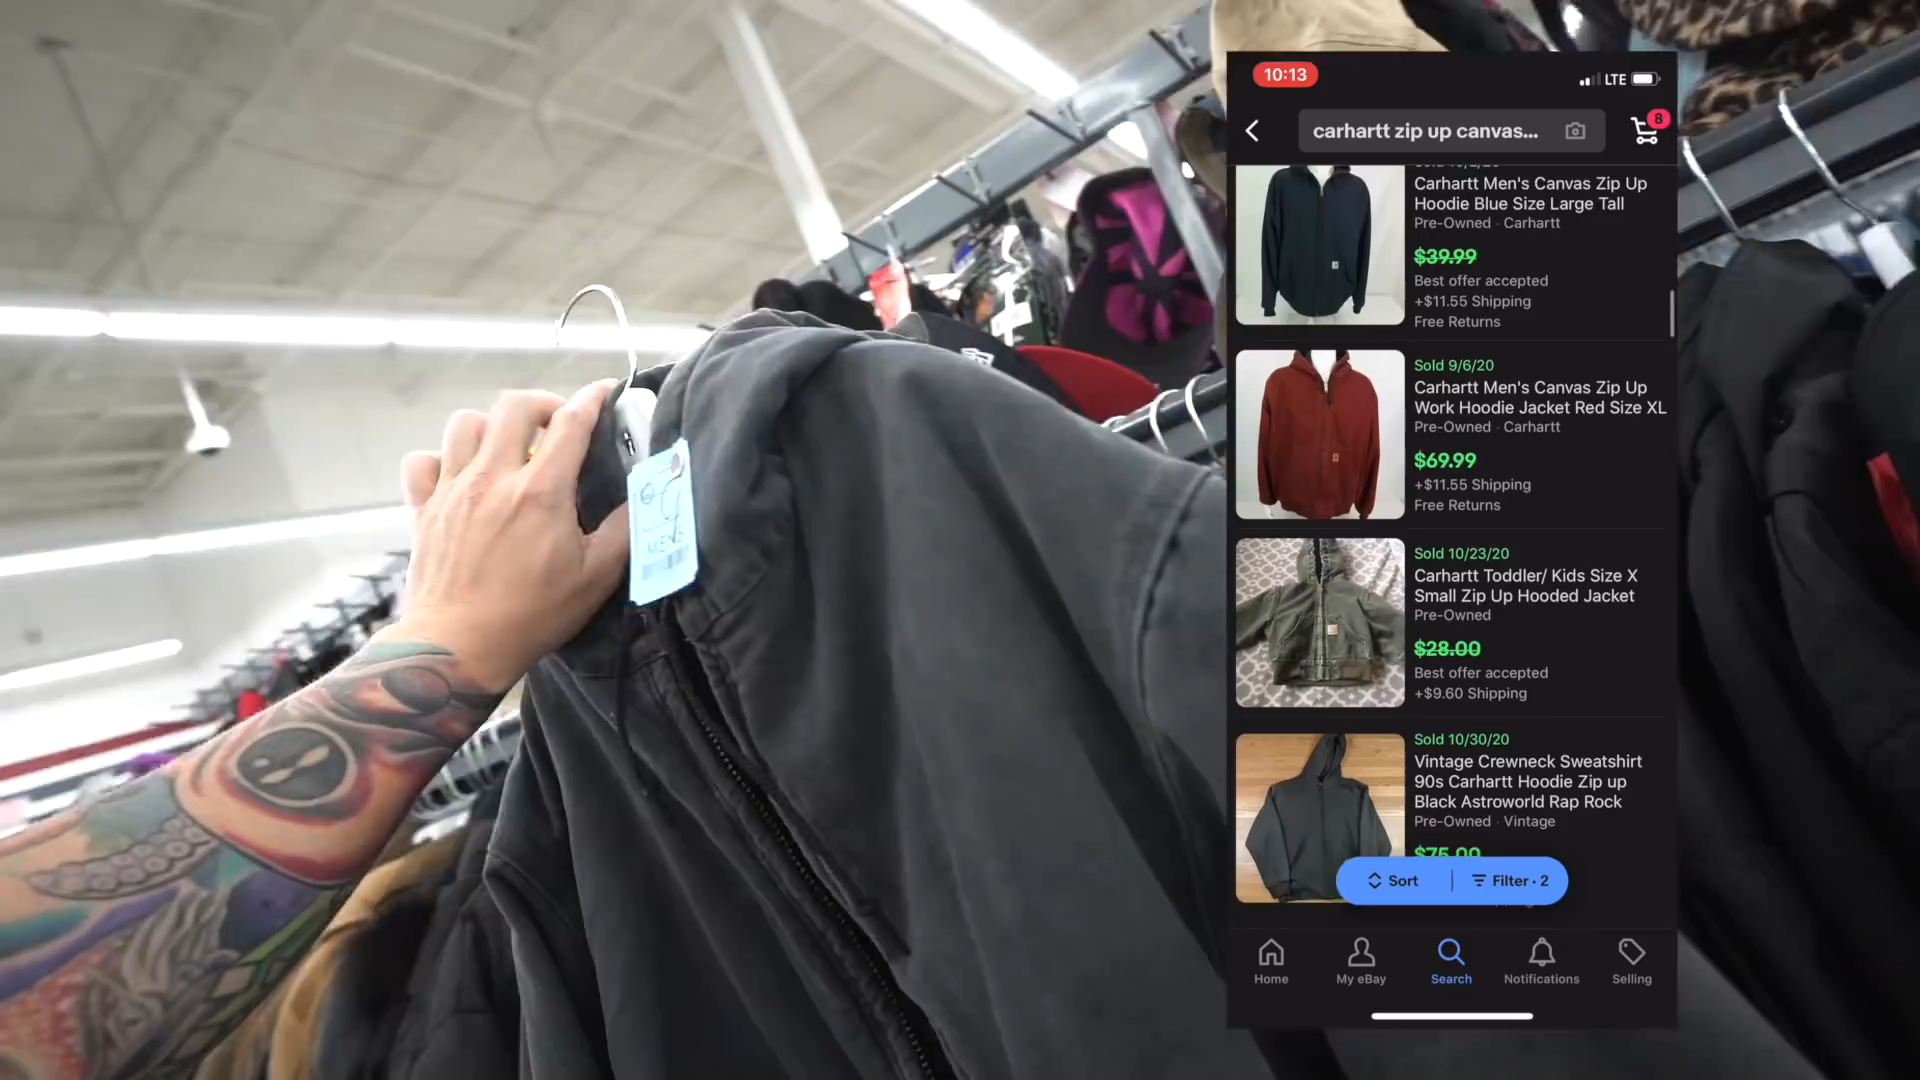 10:13
LTE
carhartt zip up canvas...
8
Carhartt Men's Canvas Zip Up
Hoodie Blue Size Large Tall
Pre-Owned · Carhartt
$39.99
Best offer accepted
+$11.55 Shipping
Free Returns
Sold 9/6/20
Carhartt Men's Canvas Zip Up
Work Hoodie Jacket Red Size XL
Pre-Owned · Carhartt
$69.99
+$11.55 Shipping
Free Returns
Sold 10/23/20
Carhartt Toddler/ Kids Size X
Small Zip Up Hooded Jacket
Pre-Owned
$28.00
Best offer accepted
+$9.60 Shipping
Sold 10/30/20
Vintage Crewneck Sweatshirt
90s Carhartt Hoodie Zip up
Black Astroworld Rap Rock
Pre-Owned · Vintage
$75.00
Sort
Filter · 2
Home
My eBay
Search
Notifications
Selling
MENS